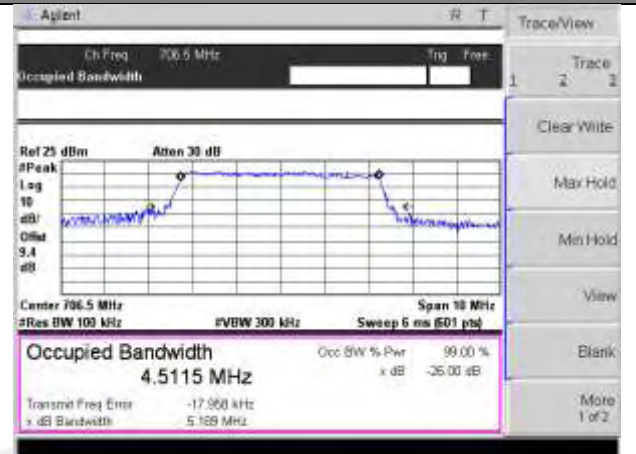 Agilent R T
Trace/View
Ch Freq 706.5 MHz Trig Free
Occupied Bandwidth
Trace
1 2 3
Clear Write
Ref 25 dBm Atten 30 dB
#Peak
Log
10
dB/
Offst
9.4
dB
Max Hold
Min Hold
View
Center 706.5 MHz Span 10 MHz
#Res BW 100 kHz #VBW 300 kHz Sweep 6 ms (601 pts)
Occupied Bandwidth Occ BW % Pwr 99.00 %
4.5115 MHz x dB -26.00 dB
Blank
Transmit Freq Error -17.958 kHz
x dB Bandwidth 5.189 MHz
More
1 of 2